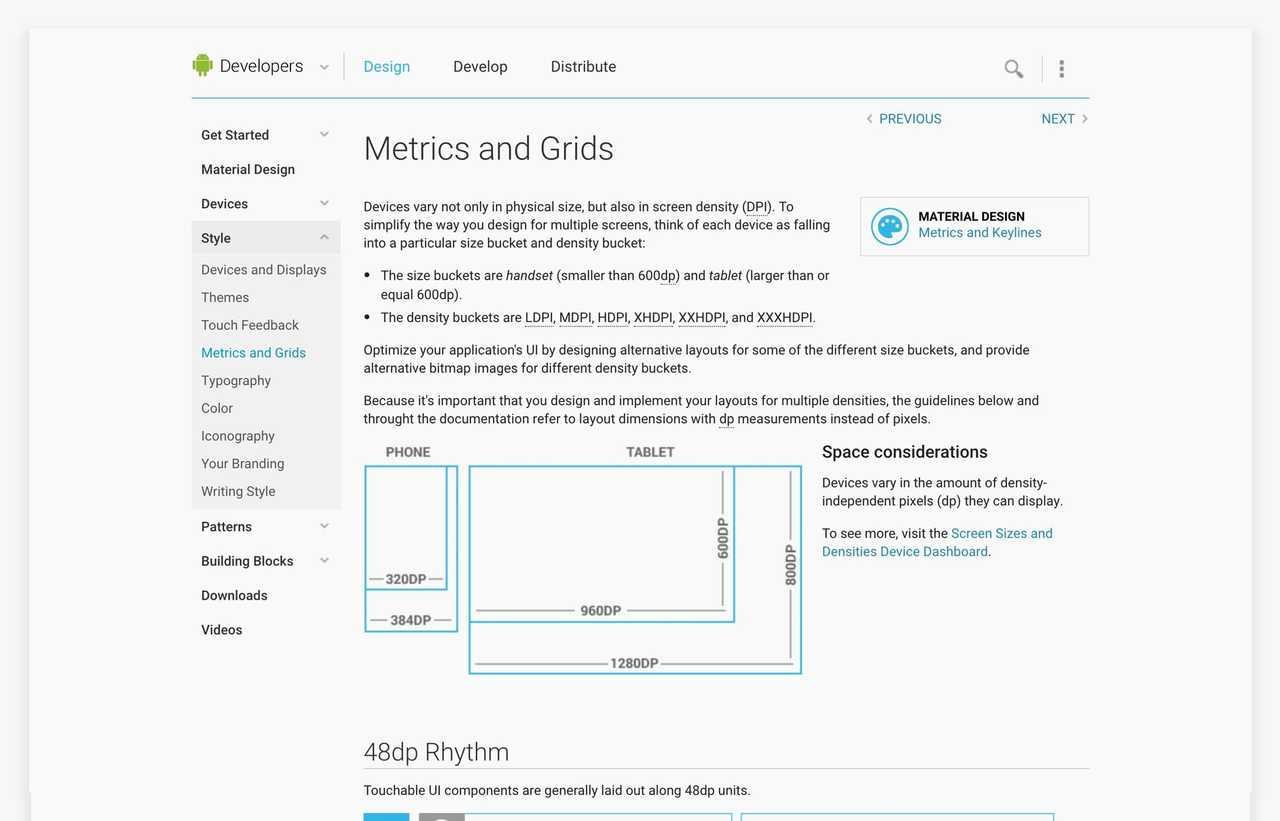 Developers
Design
Develop
Distribute
PREVIOUS
NEXT
Get Started
Material Design
Devices
Style
Devices and Displays
Themes
Touch Feedback
Metrics and Grids
Typography
Color
Iconography
Your Branding
Writing Style
Patterns
Building Blocks
Downloads
Videos
Metrics and Grids
Devices vary not only in physical size, but also in screen density (DPI). To
simplify the way you design for multiple screens, think of each device as falling
into a particular size bucket and density bucket:
• The size buckets are handset (smaller than 600dp) and tablet (larger than or
equal 600dp).
• The density buckets are LDPI, MDPI, HDPI, XHDPI, XXHDPI, and XXXHDPI.
MATERIAL DESIGN
Metrics and Keylines
Optimize your application's UI by designing alternative layouts for some of the different size buckets, and provide
alternative bitmap images for different density buckets.
Because it's important that you design and implement your layouts for multiple densities, the guidelines below and
throught the documentation refer to layout dimensions with dp measurements instead of pixels.
PHONE
320DP
384DP
TABLET
600DP
800DP
960DP
1280DP
Space considerations
Devices vary in the amount of density-
independent pixels (dp) they can display.
To see more, visit the Screen Sizes and
Densities Device Dashboard.
48dp Rhythm
Touchable UI components are generally laid out along 48dp units.